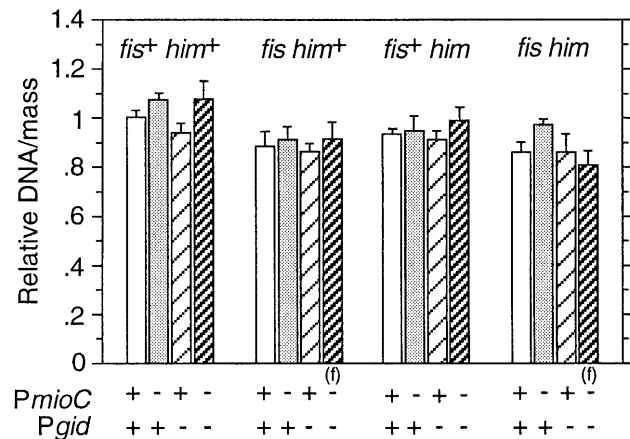 1.4
fis+ him+ fis him+ fis+ him fis him
1.2
1
.8
.6
.4
.2
0
Relative DNA/mass
(f) (f)
PmioC + - + - + - + - + - + - + - + -
Pgid + + - - + + - - + + - - + + - -